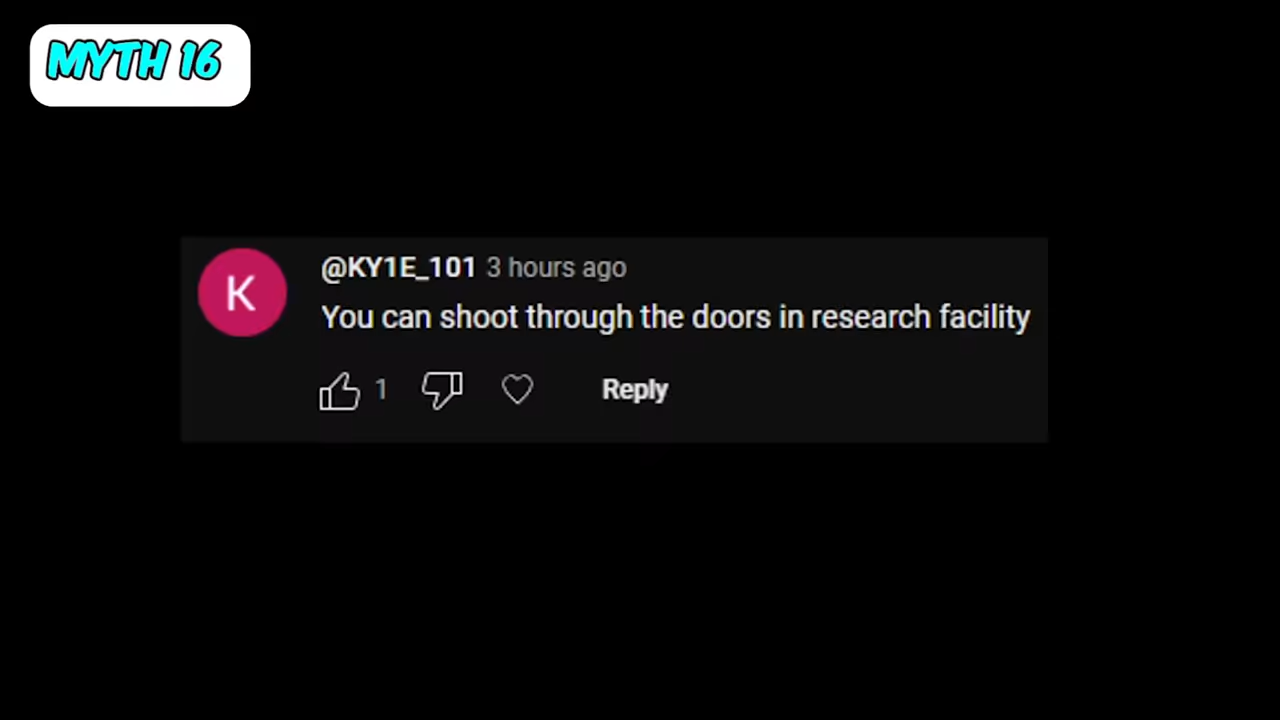 MYTH 16
K
@KY1E_101 3 hours ago
You can shoot through the doors in research facility
1
Reply